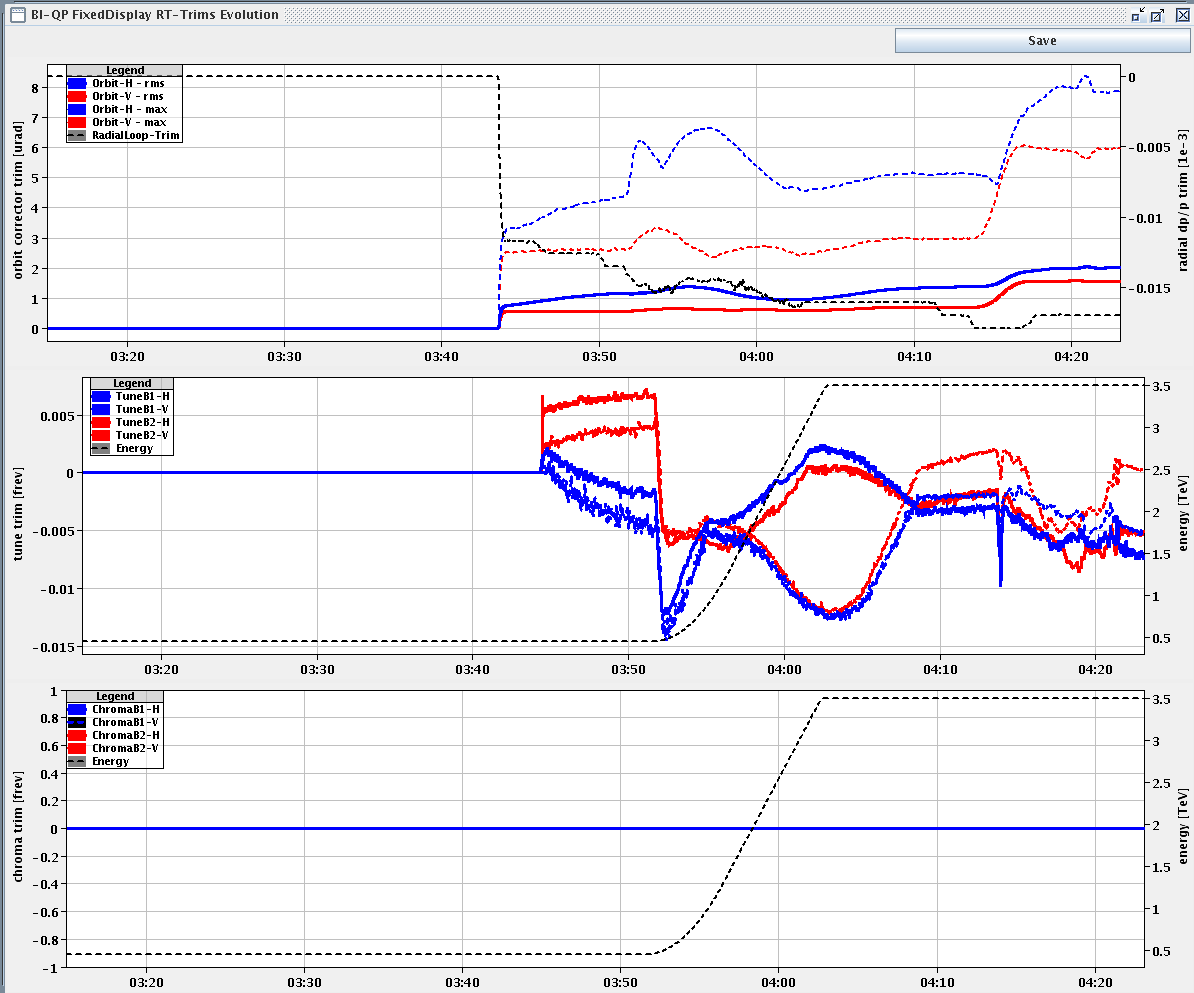 BI-QP FixedDisplay RT-Trims Evolution
Save
Legend
Orbit-H - rms
Orbit-V - rms
Orbit-H - max
Orbit-V - max
RadialLoop-Trim
orbit corrector trim [urad]
8
7
6
5
4
3
2
1
0
0
-0.005
-0.01
-0.015
radial dp/p trim [1e-3]
03:20 03:30 03:40 03:50 04:00 04:10 04:20
Legend
TuneB1-H
TuneB1-V
TuneB2-H
TuneB2-V
Energy
tune trim [frev]
0.005
0
-0.005
-0.01
-0.015
3.5
3
2.5
2
1.5
1
0.5
energy [TeV]
03:20 03:30 03:40 03:50 04:00 04:10 04:20
Legend
ChromaB1-H
ChromaB1-V
ChromaB2-H
ChromaB2-V
Energy
chroma trim [frev]
1
0.8
0.6
0.4
0.2
0
-0.2
-0.4
-0.6
-0.8
-1
3.5
3
2.5
2
1.5
1
0.5
energy [TeV]
03:20 03:30 03:40 03:50 04:00 04:10 04:20